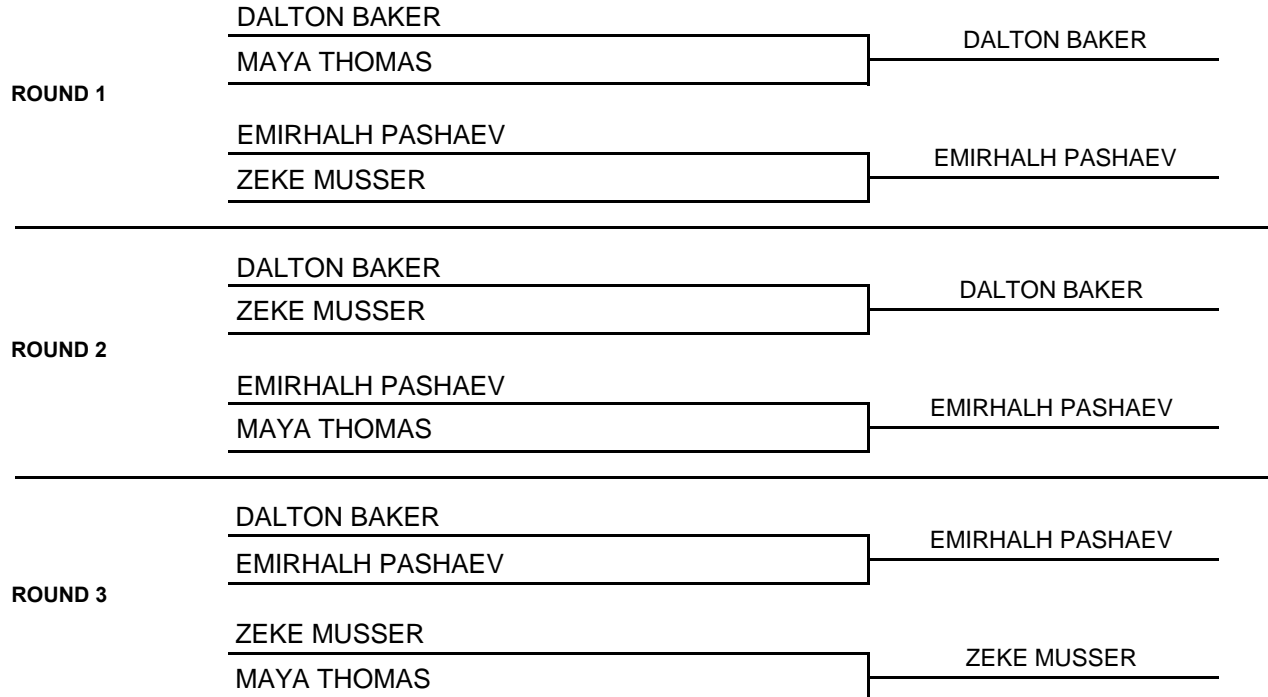 DALTON BAKER
DALTON BAKER
MAYA THOMAS
ROUND 1
EMIRHALH PASHAEV
EMIRHALH PASHAEV
ZEKE MUSSER
DALTON BAKER
DALTON BAKER
ZEKE MUSSER
ROUND 2
EMIRHALH PASHAEV
EMIRHALH PASHAEV
MAYA THOMAS
DALTON BAKER
EMIRHALH PASHAEV
EMIRHALH PASHAEV
ROUND 3
ZEKE MUSSER
ZEKE MUSSER
MAYA THOMAS